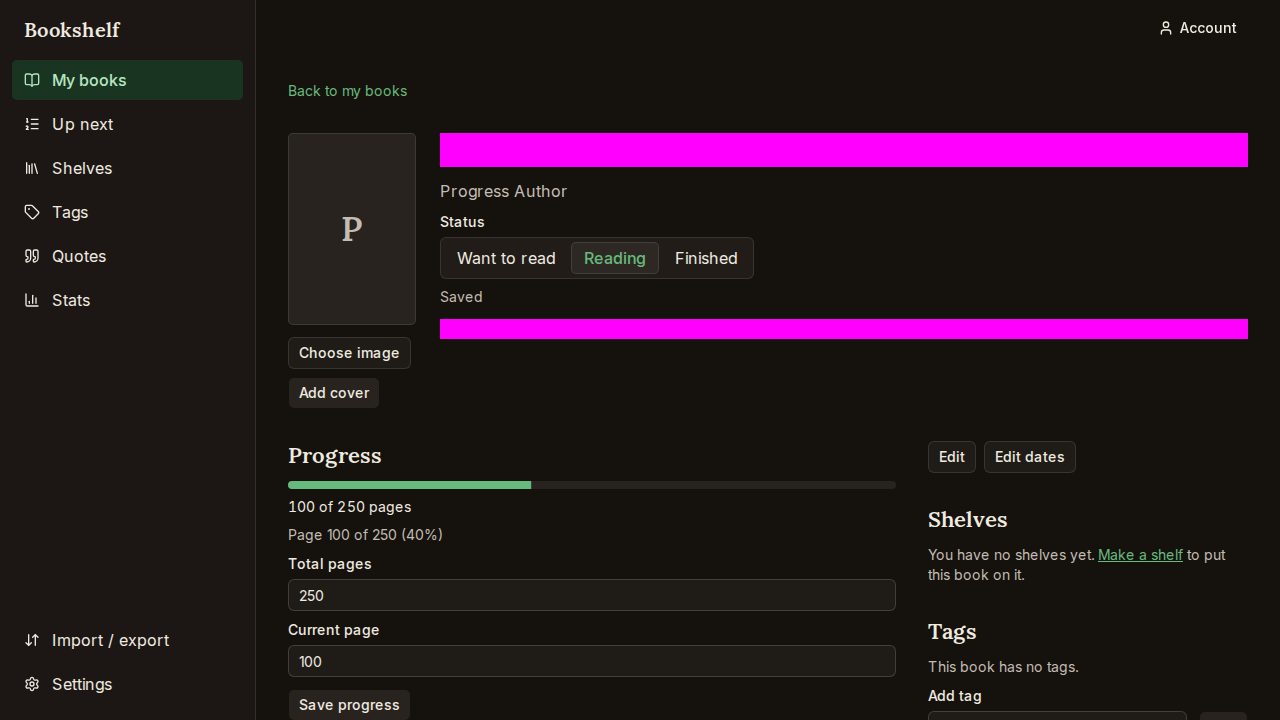 Bookshelf
My books
Up next
Shelves
Tags
Quotes
Stats
Import / export
Settings
Account
Back to my books
P
Progress Author
Status
Want to read
Reading
Finished
Saved
Choose image
Add cover
Progress
100 of 250 pages
Page 100 of 250 (40%)
Total pages
250
Current page
100
Save progress
Edit
Edit dates
Shelves
You have no shelves yet. Make a shelf to put
this book on it.
Tags
This book has no tags.
Add tag